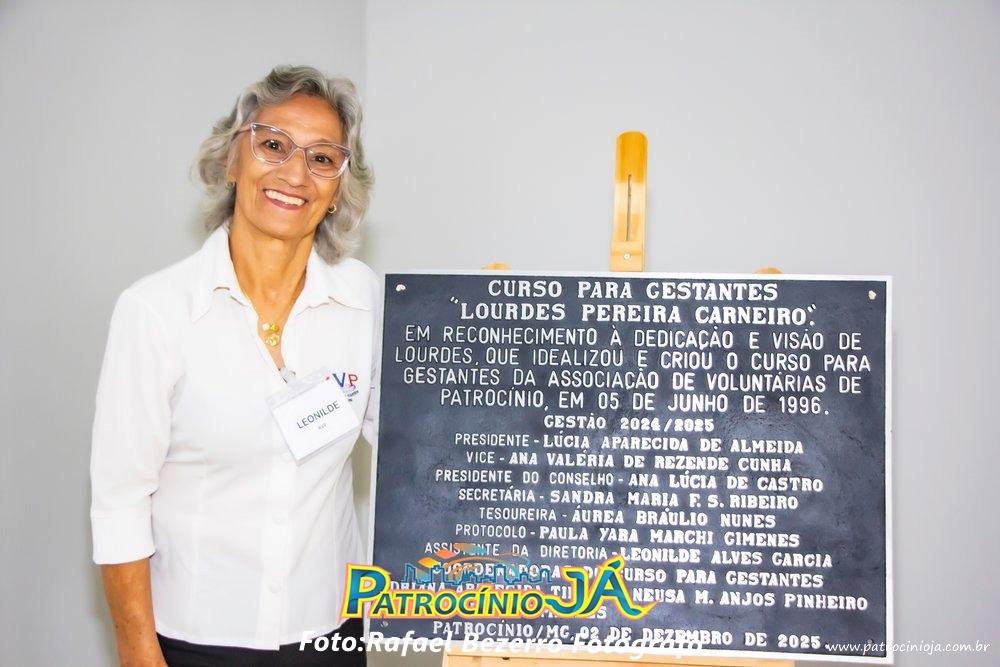 CURSO PARA GESTANTES
"LOURDES PEREIRA CARNEIRO".
EM RECONHECIMENTO À DEDICAÇÃO E VISÃO DE
LOURDES, QUE IDEALIZOU E CRIOU O CURSO PARA
GESTANTES DA ASSOCIAÇÃO DE VOLUNTÁRIAS DE
PATROCÍNIO, EM 05 DE JUNHO DE 1996.
GESTÃO 2024/2025
PRESIDENTE - LÚCIA APARECIDA DE ALMEIDA
VICE - ANA VALÉRIA DE REZENDE CUNHA
PRESIDENTE DO CONSELHO - ANA LÚCIA DE CASTRO
SECRETÁRIA - SANDRA MARIA F. S. RIBEIRO
TESOUREIRA - ÁUREA BRÁULIO NUNES
PROTOCOLO - PAULA YARA MARCHI GIMENES
ASSISTENTE DA DIRETORIA - LEONILDE ALVES GARCIA
CURSO PARA GESTANTES
NEUSA M. ANJOS PINHEIRO
PATROCÍNIO/MG, 02 DE DEZEMBRO DE 2025.
VP
LEONILDE
PATROCÍNIO JÁ
Foto:Rafael Bezerro Fotógrafo
www.patrocinioja.com.br